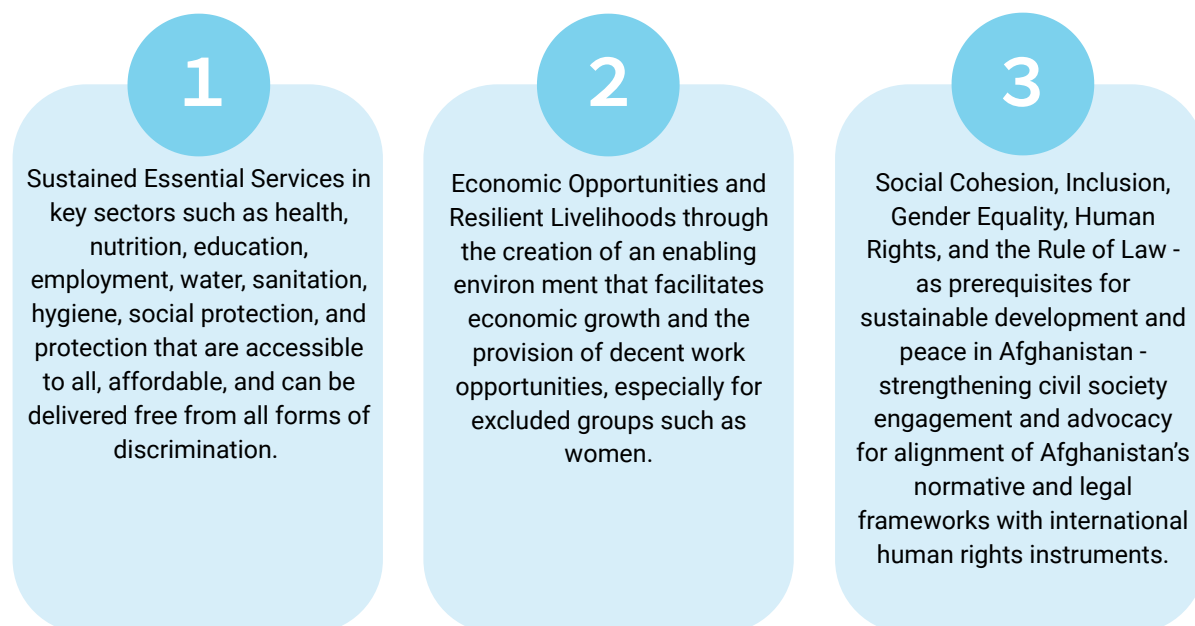 1
Sustained Essential Services in
key sectors such as health,
nutrition, education,
employment, water, sanitation,
hygiene, social protection, and
protection that are accessible
to all, affordable, and can be
delivered free from all forms of
discrimination.
2
Economic Opportunities and
Resilient Livelihoods through
the creation of an enabling
environ ment that facilitates
economic growth and the
provision of decent work
opportunities, especially for
excluded groups such as
women.
3
Social Cohesion, Inclusion,
Gender Equality, Human
Rights, and the Rule of Law -
as prerequisites for
sustainable development and
peace in Afghanistan -
strengthening civil society
engagement and advocacy
for alignment of Afghanistan’s
normative and legal
frameworks with international
human rights instruments.